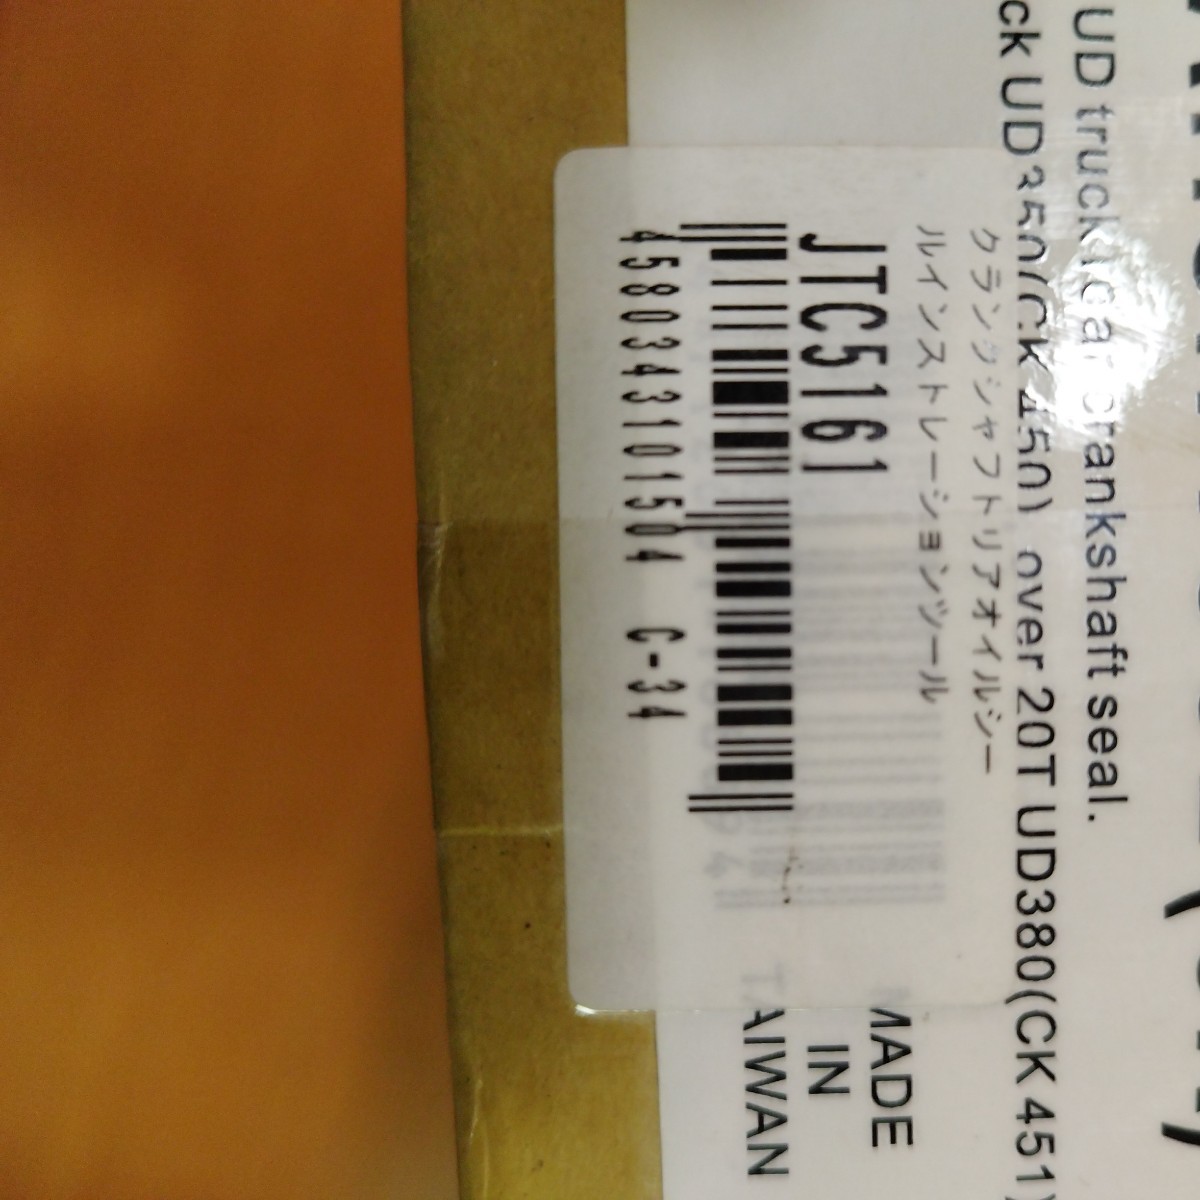 UD truck rear crankshaft seal.
ck UD350(CK 450) over 20T UD380(CK 451)
クランクシャフトリアオイルシー
ルインストレーションツール
JTC5161
4580343101504 C-34
MADE
IN
TAIWAN